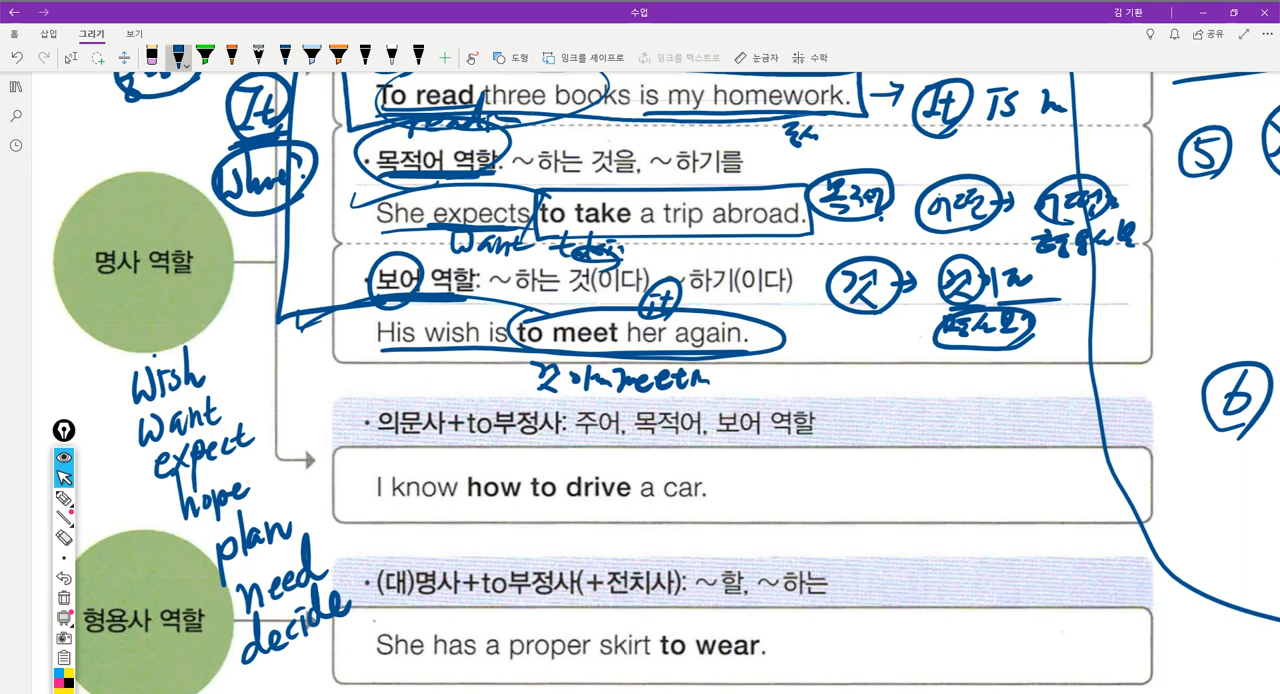 수업
김 기환
홈 삽입 그리기 보기
공유
도형 잉크를 셰이프로 잉크를 텍스트로 눈금자 수학
To read three books is my homework. → It is
It
· 목적어 역할: ～하는 것을, ～하기를
5
She expects to take a trip abroad.
want
명사 역할
· 보어 역할: ～하는 것(이다), ～하기(이다)
것 →
it
His wish is to meet her again.
wish
want
expect
hope
plan
need
decide
6
· 의문사+to부정사: 주어, 목적어, 보어 역할
I know how to drive a car.
· (대)명사+to부정사(+전치사): ～할, ～하는
형용사 역할
She has a proper skirt to wear.